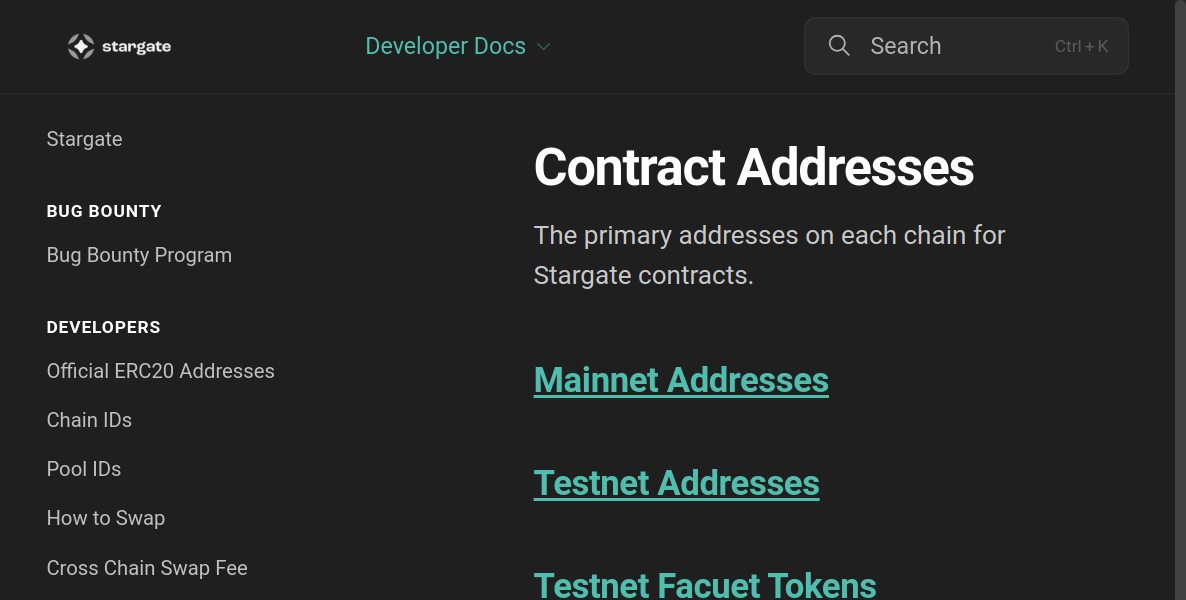 stargate
Developer Docs
Search
Ctrl + K
Stargate
BUG BOUNTY
Bug Bounty Program
DEVELOPERS
Official ERC20 Addresses
Chain IDs
Pool IDs
How to Swap
Cross Chain Swap Fee
Contract Addresses
The primary addresses on each chain for
Stargate contracts.
Mainnet Addresses
Testnet Addresses
Testnet Facuet Tokens